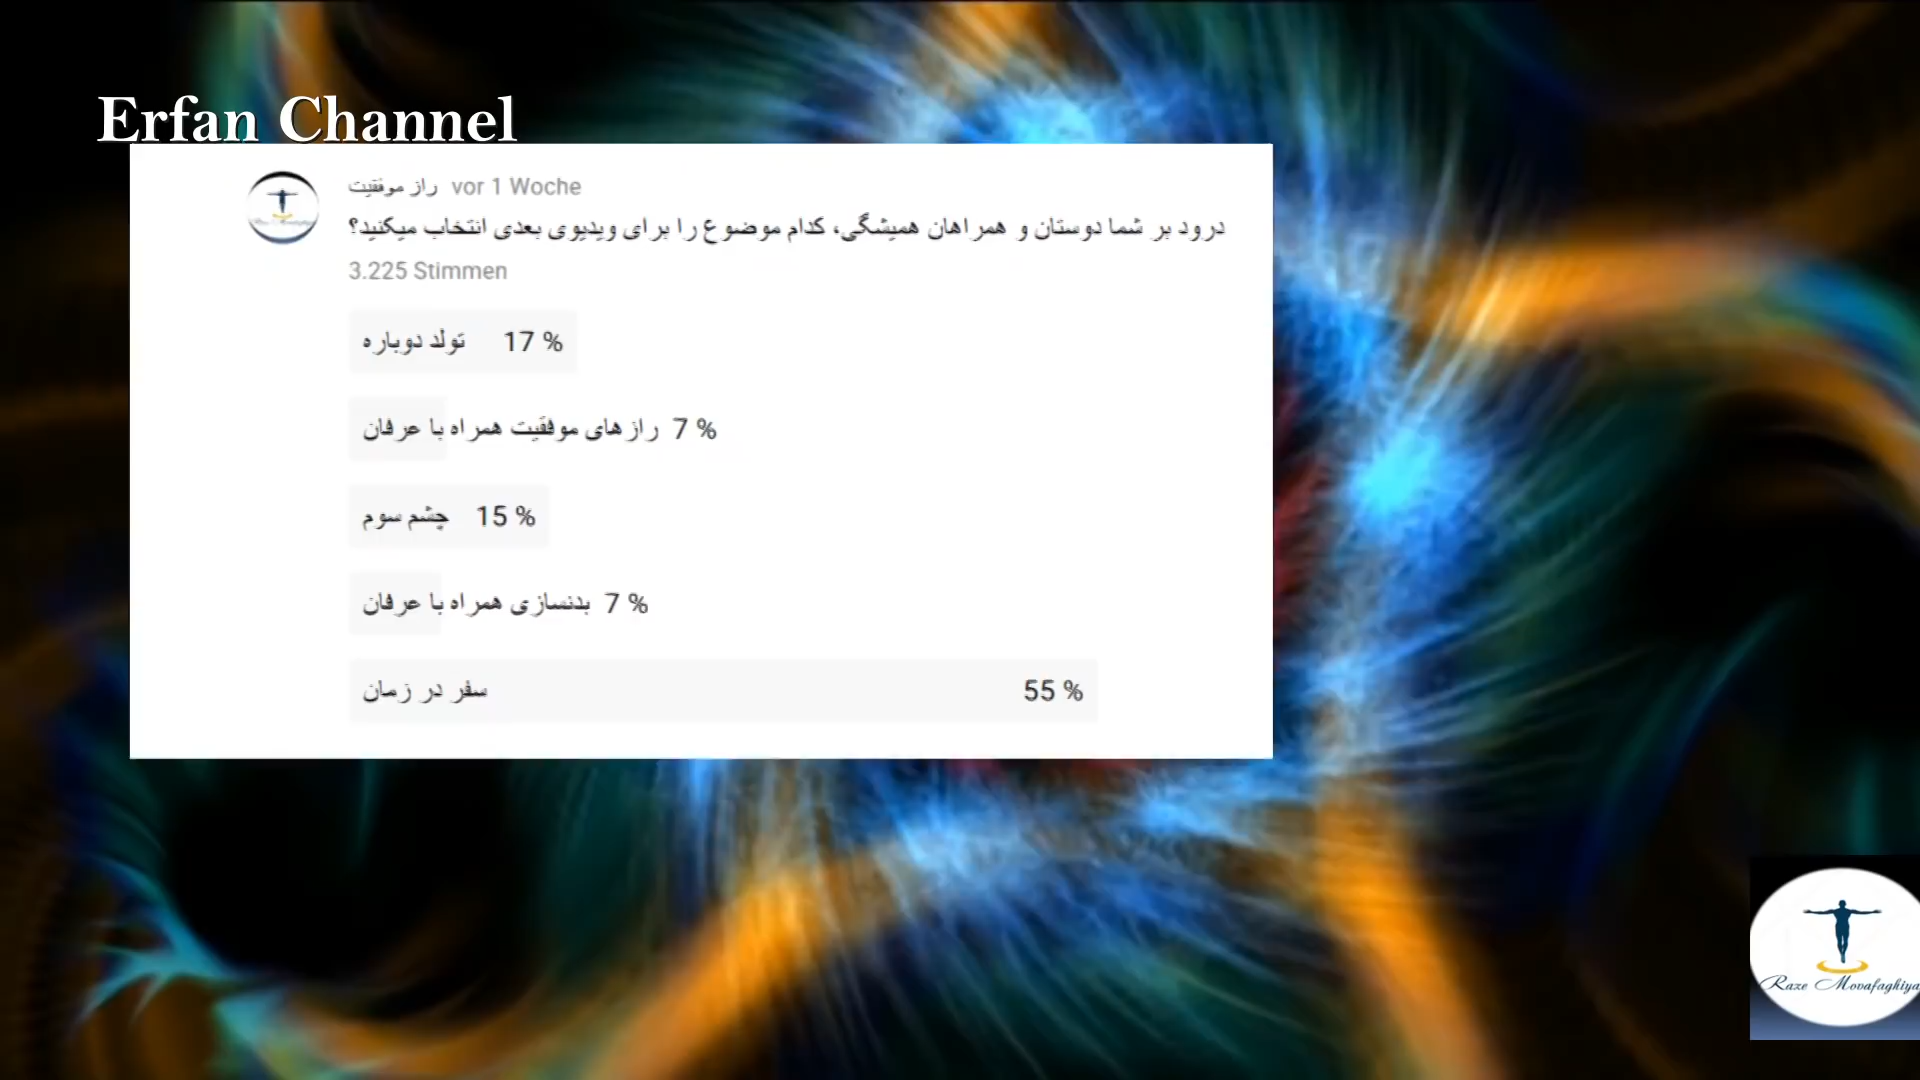 Erfan Channel
راز موفقیت vor 1 Woche
درود بر شما دوستان و همراهان همیشگی، کدام موضوع را برای ویدیوی بعدی انتخاب میکنید؟
3.225 Stimmen
تولد دوباره 17 %
رازهای موفقیت همراه با عرفان 7 %
چشم سوم 15 %
بدنسازی همراه با عرفان 7 %
سفر در زمان 55 %
Raze Movafaghiya